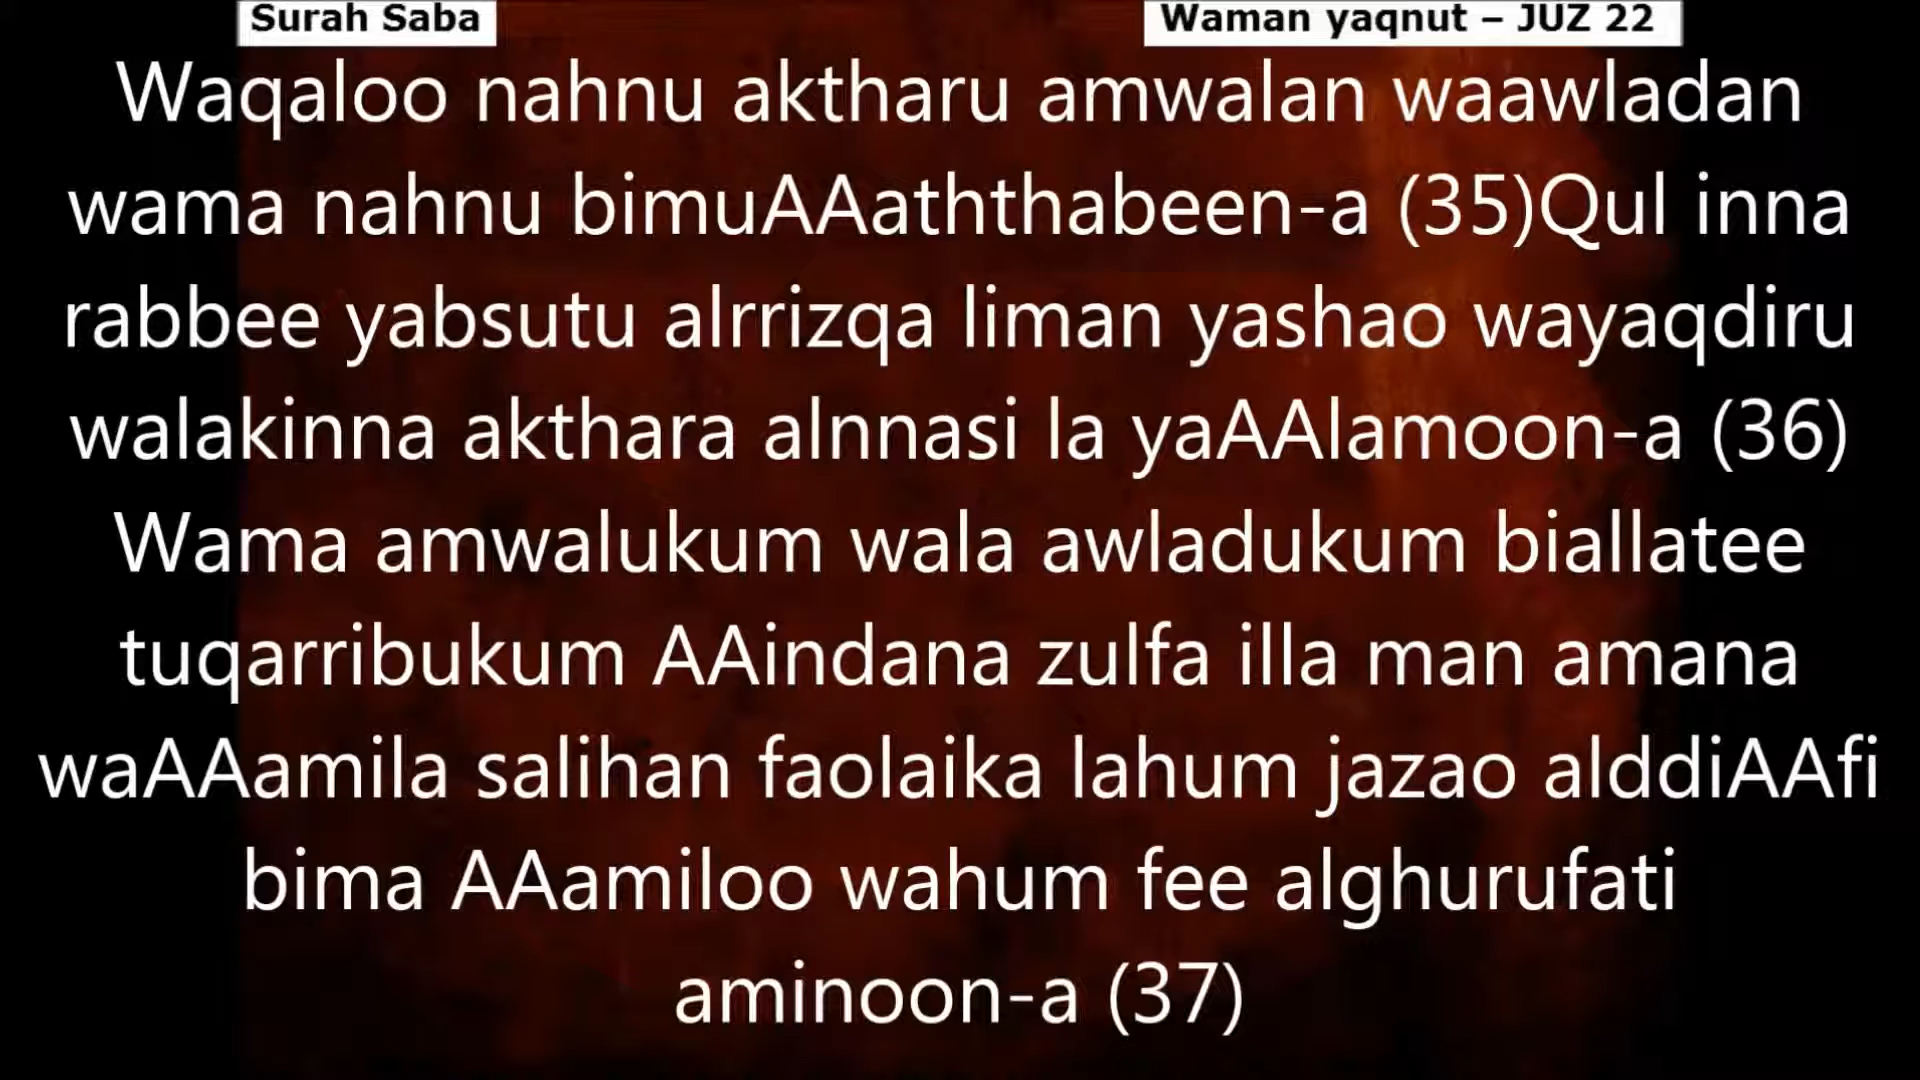 Surah Saba
Waman yaqnut – JUZ 22
Waqaloo nahnu aktharu amwalan waawladan
wama nahnu bimuAAaththabeen-a (35)Qul inna
rabbee yabsutu alrrizqa liman yashao wayaqdiru
walakinna akthara alnnasi la yaAAlamoon-a (36)
Wama amwalukum wala awladukum biallatee
tuqarribukum AAindana zulfa illa man amana
waAAamila salihan faolaika lahum jazao alddiAAfi
bima AAamiloo wahum fee alghurufati
aminoon-a (37)